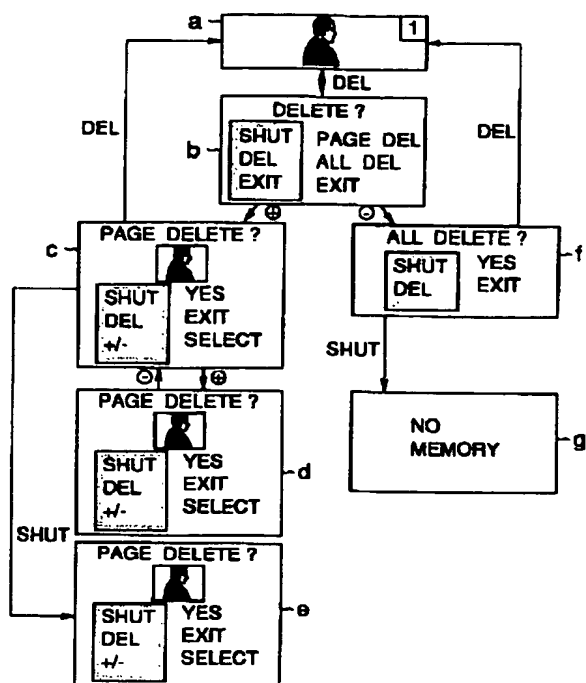 a
1
DEL
DELETE ?
b
SHUT PAGE DEL
DEL ALL DEL
EXIT EXIT
DEL
DEL
⊕
⊖
c
PAGE DELETE ?
SHUT YES
DEL EXIT
+/- SELECT
ALL DELETE ?
f
SHUT YES
DEL EXIT
SHUT
⊖
⊕
PAGE DELETE ?
d
SHUT YES
DEL EXIT
+/- SELECT
NO
MEMORY
g
SHUT
PAGE DELETE ?
e
SHUT YES
DEL EXIT
+/- SELECT